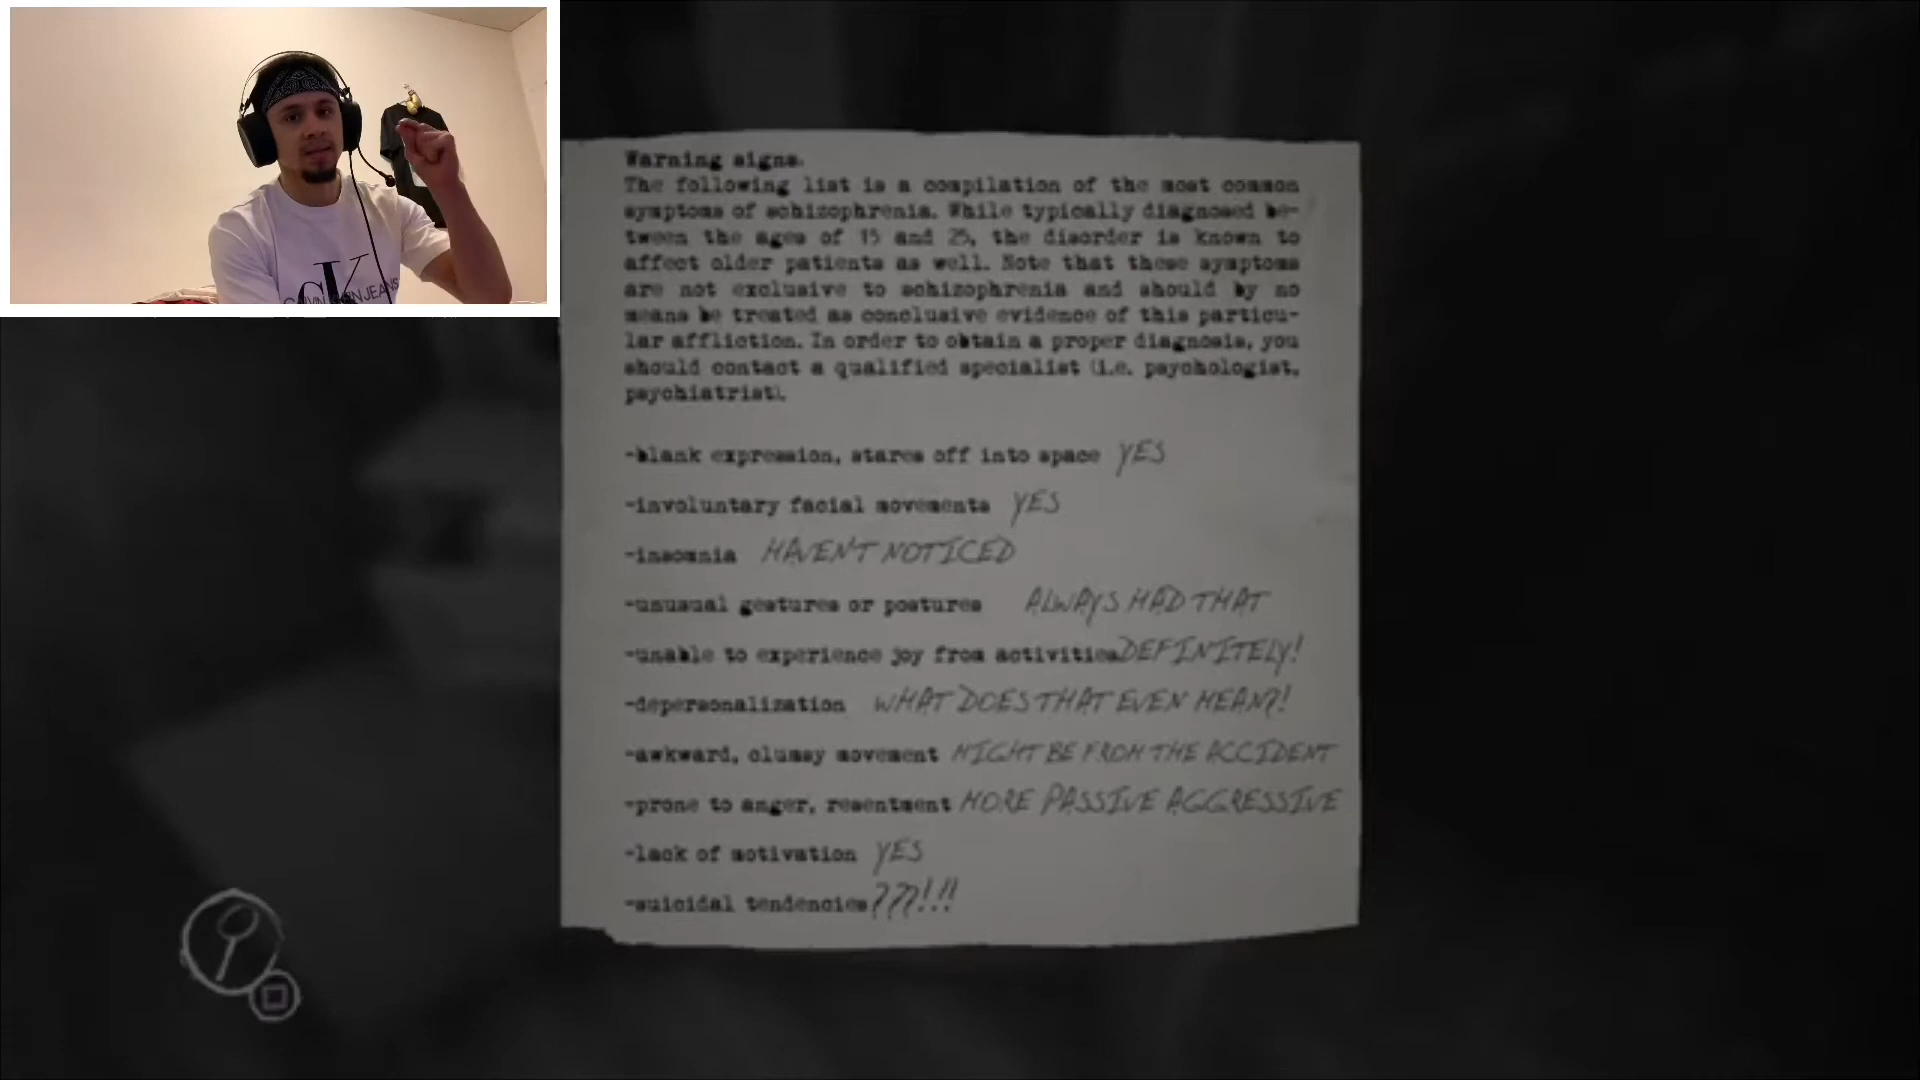 CK
CALVIN KLEIN JEANS
Warning signs.
The following list is a compilation of the most common
symptoms of schizophrenia. While typically diagnosed be-
tween the ages of 15 and 25, the disorder is known to
affect older patients as well. Note that these symptoms
are not exclusive to schizophrenia and should by no
means be treated as conclusive evidence of this particu-
lar affliction. In order to obtain a proper diagnosis, you
should contact a qualified specialist (i.e. psychologist,
psychiatrist).
-blank expression, stares off into space YES
-involuntary facial movements YES
-insomnia HAVEN'T NOTICED
-unusual gestures or postures ALWAYS HAD THAT
-unable to experience joy from activities DEFINITELY!
-depersonalization WHAT DOES THAT EVEN MEAN?!
-awkward, clumsy movement MIGHT BE FROM THE ACCIDENT
-prone to anger, resentment MORE PASSIVE AGGRESSIVE
-lack of motivation YES
-suicidal tendencies???!!!